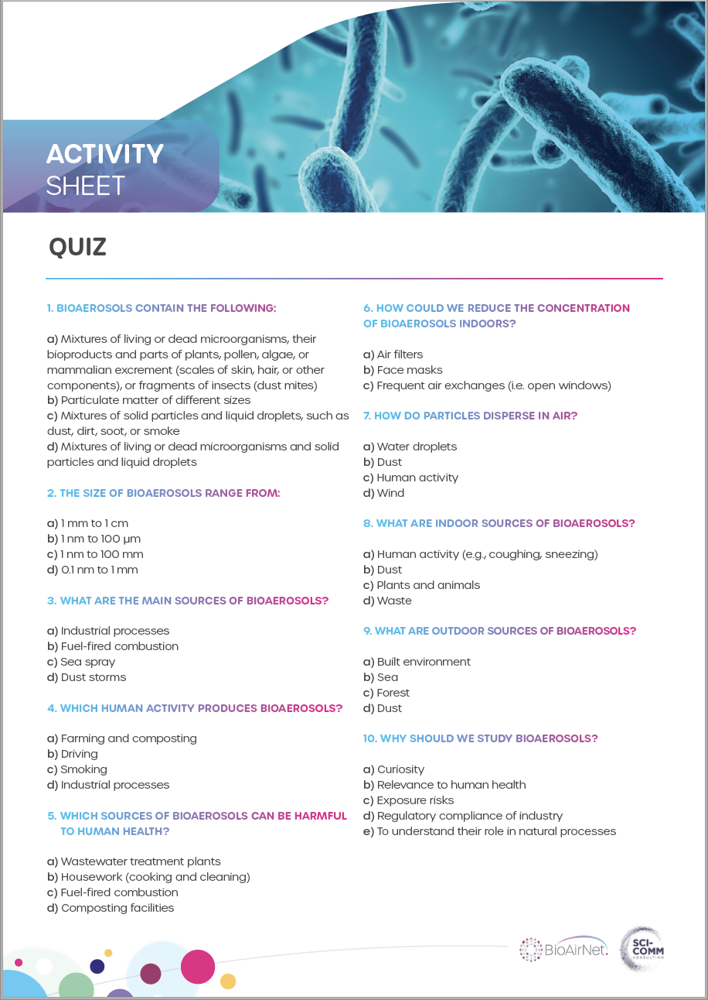 ACTIVITY
SHEET
QUIZ
1. BIOAEROSOLS CONTAIN THE FOLLOWING:
a) Mixtures of living or dead microorganisms, their
bioproducts and parts of plants, pollen, algae, or
mammalian excrement (scales of skin, hair, or other
components), or fragments of insects (dust mites)
b) Particulate matter of different sizes
c) Mixtures of solid particles and liquid droplets, such as
dust, dirt, soot, or smoke
d) Mixtures of living or dead microorganisms and solid
particles and liquid droplets
2. THE SIZE OF BIOAEROSOLS RANGE FROM:
a) 1 mm to 1 cm
b) 1 nm to 100 µm
c) 1 nm to 100 mm
d) 0.1 nm to 1 mm
3. WHAT ARE THE MAIN SOURCES OF BIOAEROSOLS?
a) Industrial processes
b) Fuel-fired combustion
c) Sea spray
d) Dust storms
4. WHICH HUMAN ACTIVITY PRODUCES BIOAEROSOLS?
a) Farming and composting
b) Driving
c) Smoking
d) Industrial processes
5. WHICH SOURCES OF BIOAEROSOLS CAN BE HARMFUL
TO HUMAN HEALTH?
a) Wastewater treatment plants
b) Housework (cooking and cleaning)
c) Fuel-fired combustion
d) Composting facilities
6. HOW COULD WE REDUCE THE CONCENTRATION
OF BIOAEROSOLS INDOORS?
a) Air filters
b) Face masks
c) Frequent air exchanges (i.e. open windows)
7. HOW DO PARTICLES DISPERSE IN AIR?
a) Water droplets
b) Dust
c) Human activity
d) Wind
8. WHAT ARE INDOOR SOURCES OF BIOAEROSOLS?
a) Human activity (e.g., coughing, sneezing)
b) Dust
c) Plants and animals
d) Waste
9. WHAT ARE OUTDOOR SOURCES OF BIOAEROSOLS?
a) Built environment
b) Sea
c) Forest
d) Dust
10. WHY SHOULD WE STUDY BIOAEROSOLS?
a) Curiosity
b) Relevance to human health
c) Exposure risks
d) Regulatory compliance of industry
e) To understand their role in natural processes
BioAirNet.
SCI-
COMM
CONSULTING